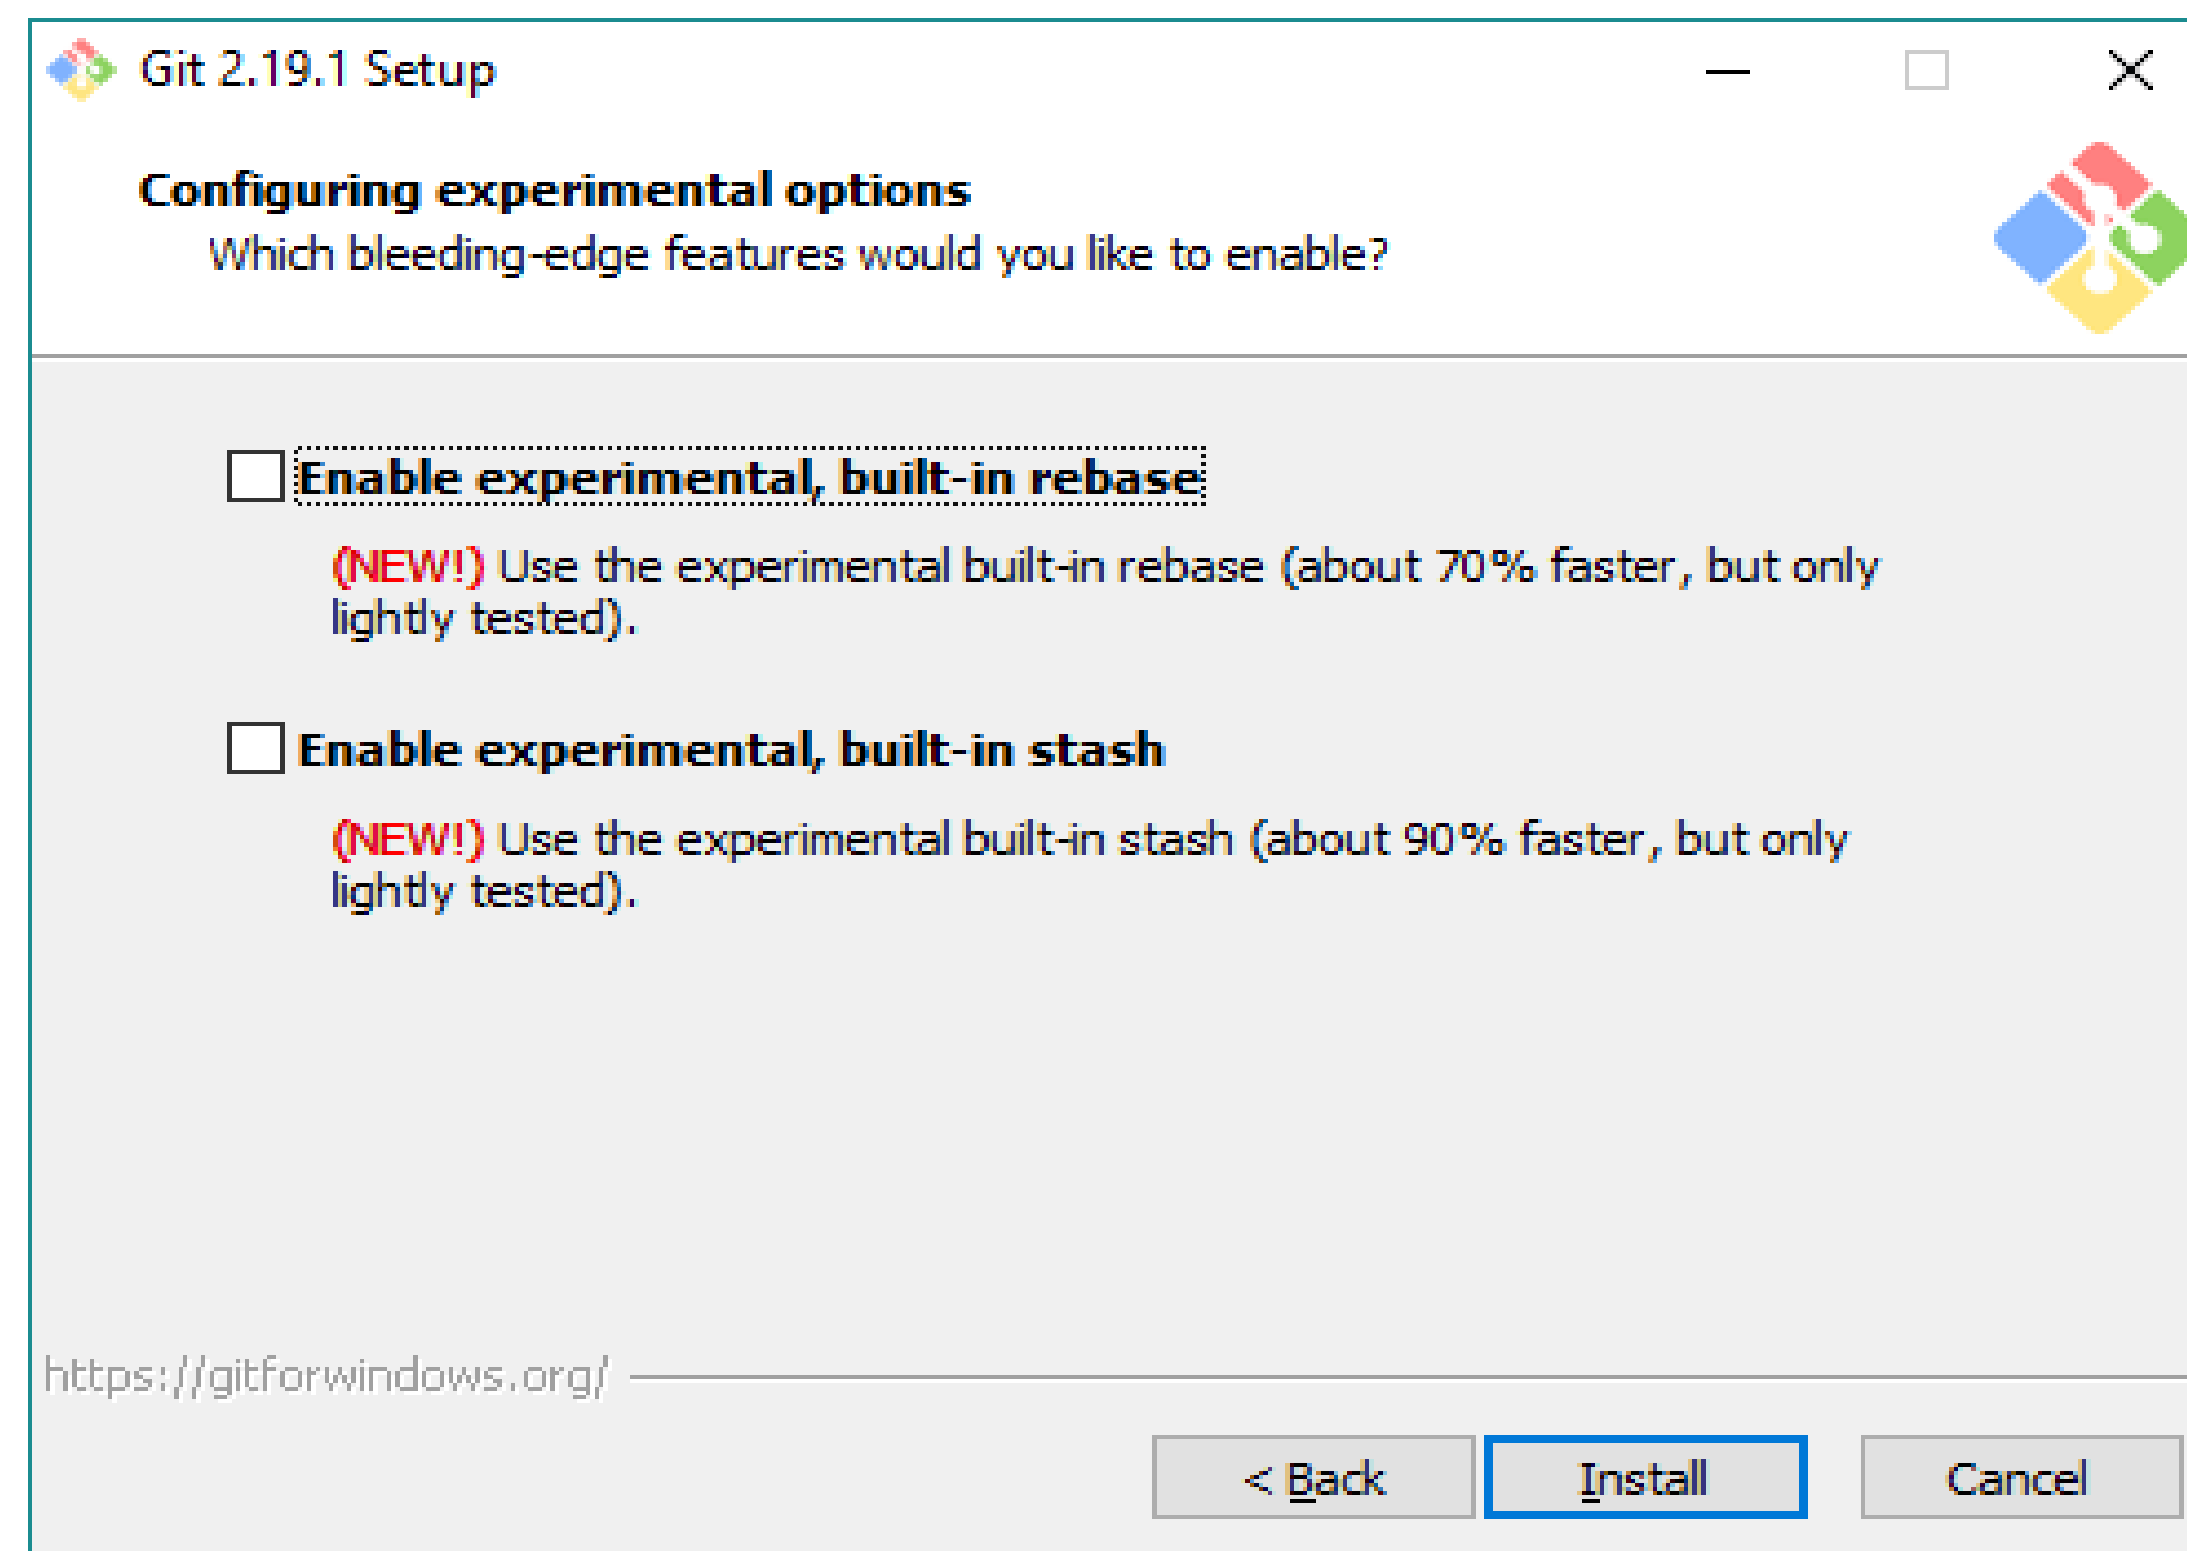 Git 2.19.1 Setup
Configuring experimental options
Which bleeding-edge features would you like to enable?
Enable experimental, built-in rebase
(NEW!) Use the experimental built-in rebase (about 70% faster, but only
lightly tested).
Enable experimental, built-in stash
(NEW!) Use the experimental built-in stash (about 90% faster, but only
lightly tested).
https://gitforwindows.org/
< Back
Install
Cancel